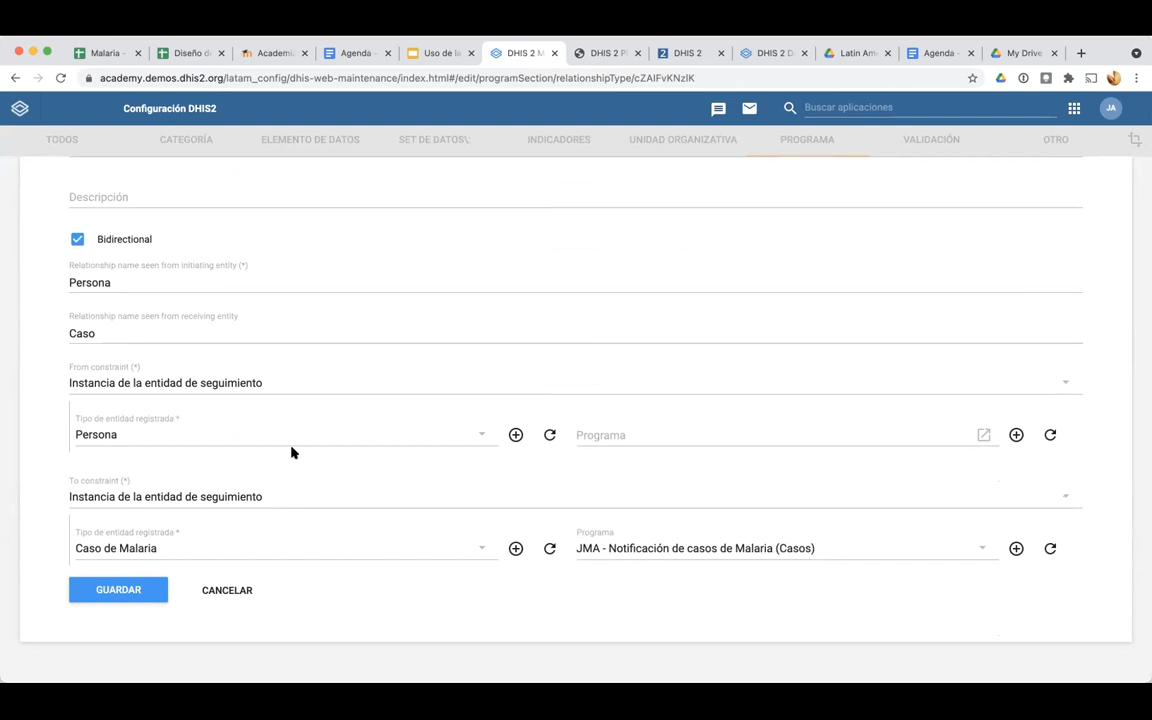 Malaria -
Diseño de
Academia
Agenda -
Uso de la
DHIS 2 M
DHIS 2 Pl
DHIS 2
DHIS 2 D
Latin Am
Agenda -
My Drive
academy.demos.dhis2.org/latam_config/dhis-web-maintenance/index.html#/edit/programSection/relationshipType/cZAIFvKNzIK
Configuración DHIS2
Buscar aplicaciones
JA
TODOS
CATEGORÍA
ELEMENTO DE DATOS
SET DE DATOS\;
INDICADORES
UNIDAD ORGANIZATIVA
PROGRAMA
VALIDACIÓN
OTRO
Descripción
Bidirectional
Relationship name seen from initiating entity (*)
Persona
Relationship name seen from receiving entity
Caso
From constraint (*)
Instancia de la entidad de seguimiento
Tipo de entidad registrada *
Persona
Programa
To constraint (*)
Instancia de la entidad de seguimiento
Tipo de entidad registrada *
Caso de Malaria
Programa
JMA - Notificación de casos de Malaria (Casos)
GUARDAR
CANCELAR